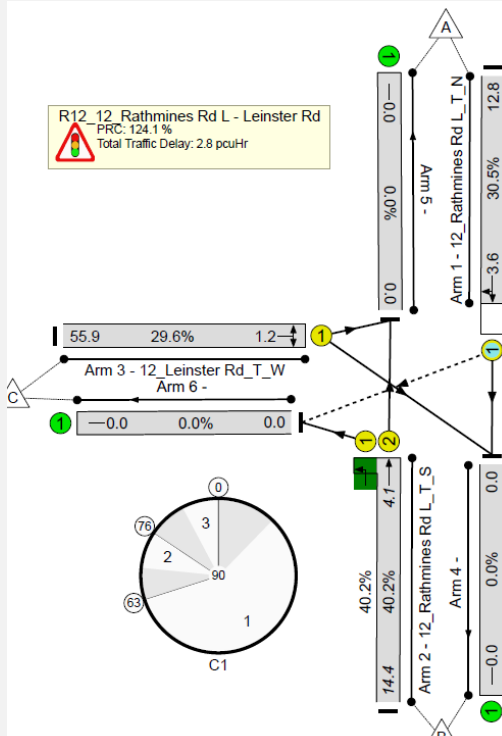 A
R12_12_Rathmines Rd L - Leinster Rd
PRC: 124.1 %
Total Traffic Delay: 2.8 pcuHr
1
0.0
0.0%
0.0
Arm 5 -
Arm 1 - 12_Rathmines Rd L_T_N
12.8
30.5%
3.6
1
55.9 29.6% 1.2
1
Arm 3 - 12_Leinster Rd_T_W
Arm 6 -
C
1
0.0 0.0% 0.0
1
2
4.1
40.2%
14.4
40.2%
Arm 2 - 12_Rathmines Rd L_T_S
Arm 4 -
0.0
0.0%
0.0
1
B
0
76
63
90
3
2
1
C1